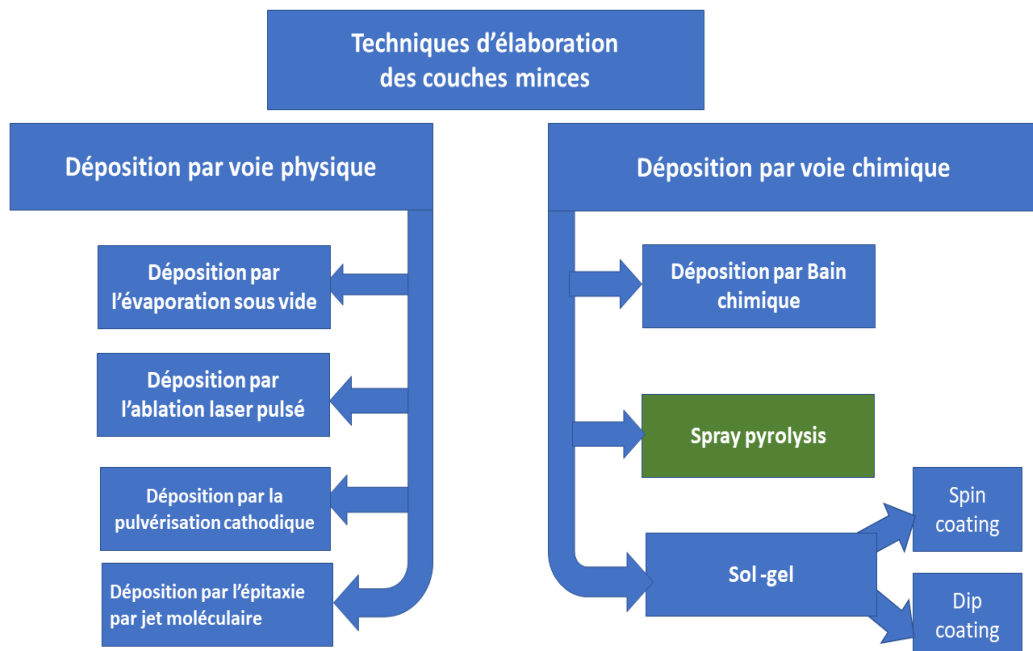 Techniques d'élaboration
des couches minces
Déposition par voie physique
Déposition par l'évaporation sous vide
Déposition par
l'ablation laser pulsé
Déposition par la
pulvérisation cathodique
Déposition par l'épitaxie
par jet moléculaire
Déposition par voie chimique
Déposition par Bain
chimique
Spray pyrolysis
Sol -gel
Spin
coating
Dip
coating